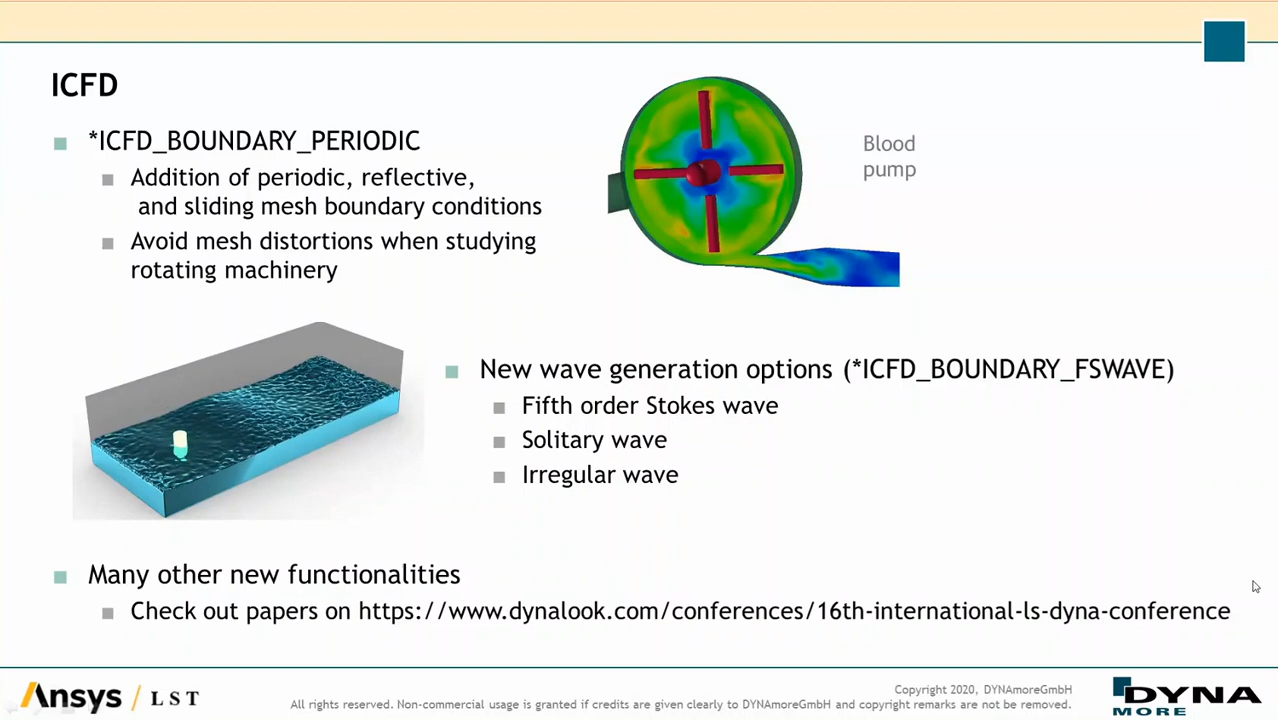 ICFD
*ICFD_BOUNDARY_PERIODIC
Addition of periodic, reflective,
and sliding mesh boundary conditions
Avoid mesh distortions when studying
rotating machinery
Blood
pump
New wave generation options (*ICFD_BOUNDARY_FSWAVE)
Fifth order Stokes wave
Solitary wave
Irregular wave
Many other new functionalities
Check out papers on https://www.dynalook.com/conferences/16th-international-ls-dyna-conference
Ansys / LST
Copyright 2020, DYNAmoreGmbH
All rights reserved. Non-commercial usage is granted if credits are given clearly to DYNAmoreGmbH and copyright remarks are not be removed.
DYNA
MORE